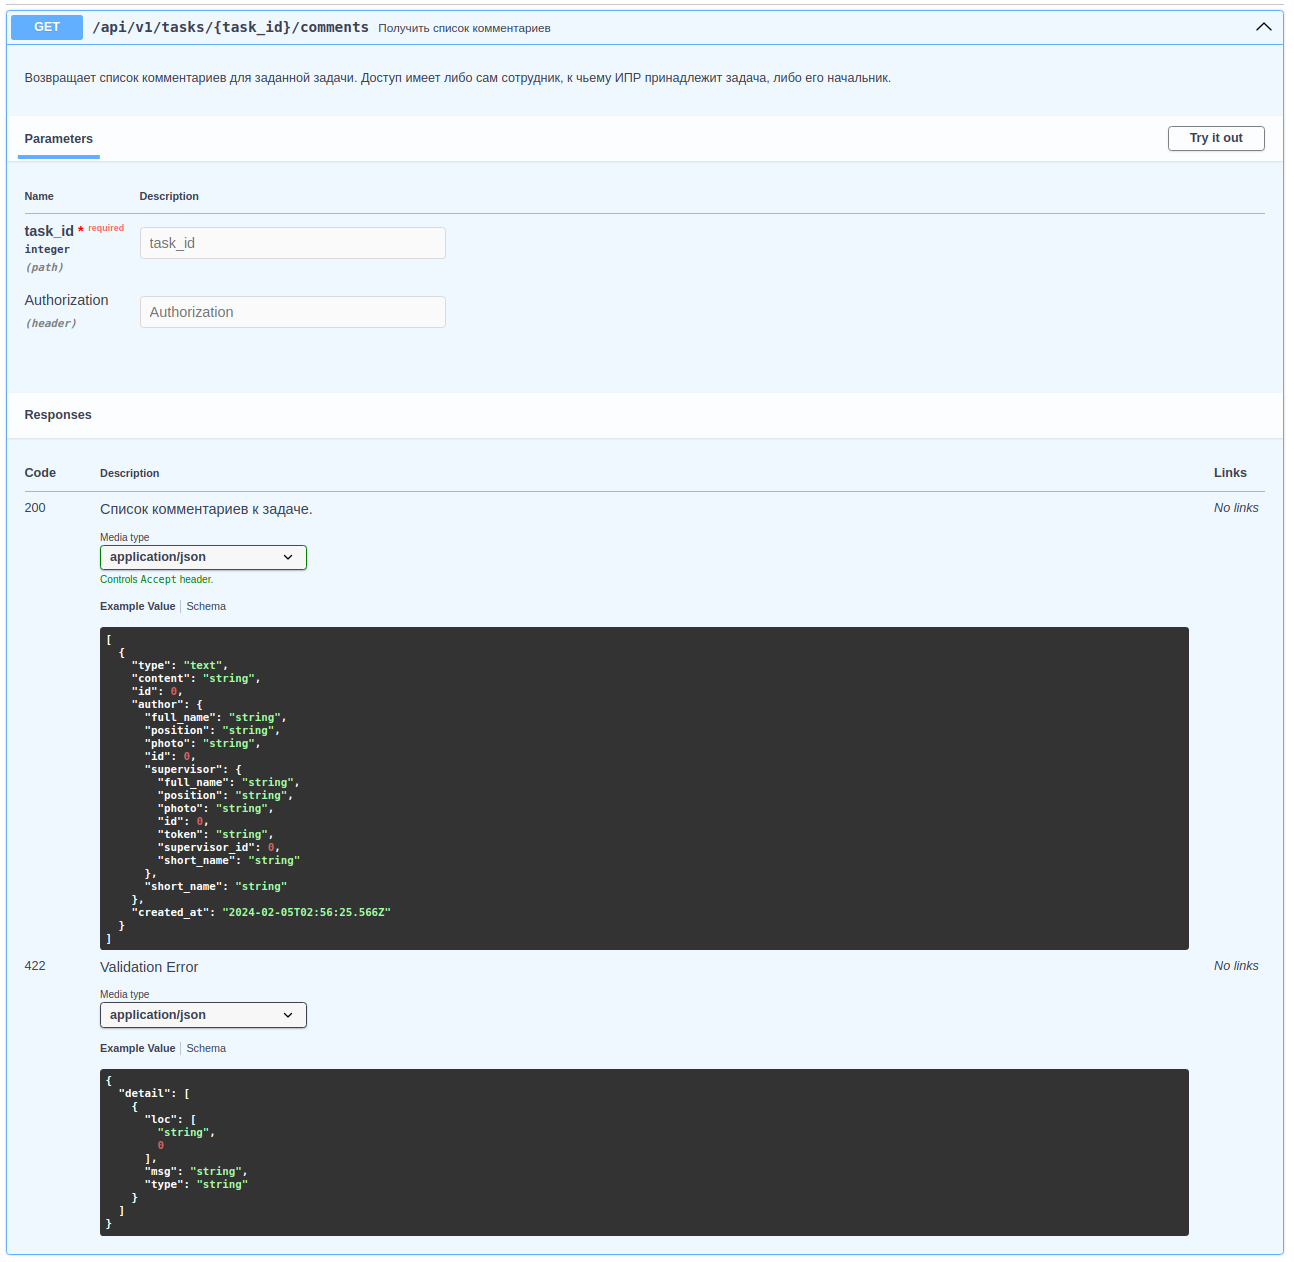 GET /api/v1/tasks/{task_id}/comments Получить список комментариев
Возвращает список комментариев для заданной задачи. Доступ имеет либо сам сотрудник, к чьему ИПР принадлежит задача, либо его начальник.
Parameters Try it out
Name Description
task_id * required
integer
(path)
task_id
Authorization
(header)
Authorization
Responses
Code Description Links
200 Список комментариев к задаче. No links
Media type
application/json
Controls Accept header.
Example Value Schema
[
  {
    "type": "text",
    "content": "string",
    "id": 0,
    "author": {
      "full_name": "string",
      "position": "string",
      "photo": "string",
      "id": 0,
      "supervisor": {
        "full_name": "string",
        "position": "string",
        "photo": "string",
        "id": 0,
        "token": "string",
        "supervisor_id": 0,
        "short_name": "string"
      },
      "short_name": "string"
    },
    "created_at": "2024-02-05T02:56:25.566Z"
  }
]
422 Validation Error No links
Media type
application/json
Example Value Schema
{
  "detail": [
    {
      "loc": [
        "string",
        0
      ],
      "msg": "string",
      "type": "string"
    }
  ]
}